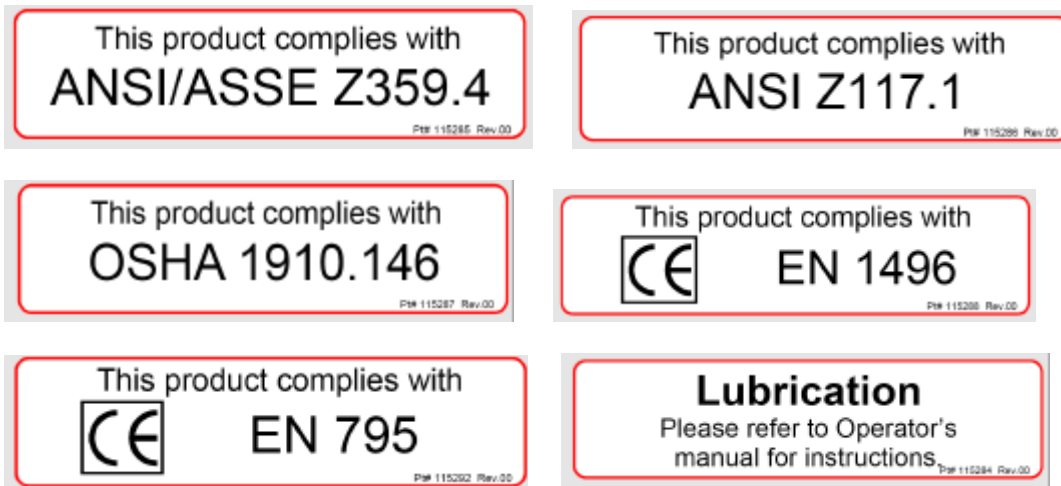 This product complies with
ANSI/ASSE Z359.4
Pt# 115285 Rev.00
This product complies with
ANSI Z117.1
Pt# 115286 Rev.00
This product complies with
OSHA 1910.146
Pt# 115287 Rev.00
This product complies with
CE EN 1496
Pt# 115288 Rev.00
This product complies with
CE EN 795
Pt# 115292 Rev.00
Lubrication
Please refer to Operator's
manual for instructions.
Pt# 115284 Rev.00